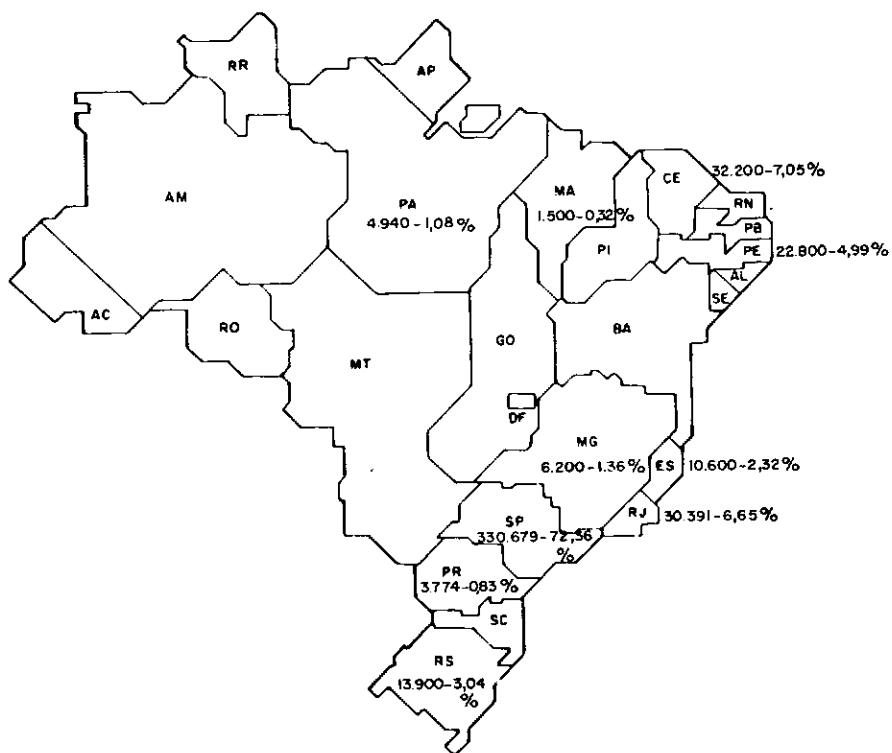 RR
AP
AM
PA
4.940-1,08%
MA
1.500-0,32%
CE
32.200-7,05%
RN
PB
PI
PE
22.800-4,99%
AL
SE
AC
RO
MT
GO
BA
DF
MG
6.200-1.36%
ES
10.600-2,32%
RJ
30.391-6,65%
SP
330.679-72,36
%
PR
3.774-0,83%
SC
RS
13.900-3,04
%